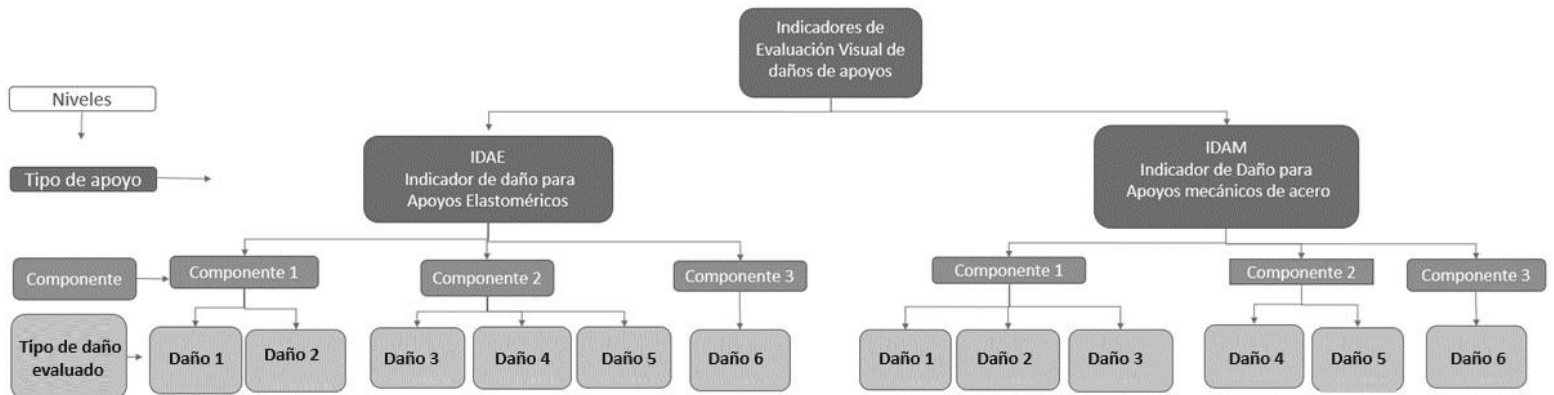 Indicadores de
Evaluación Visual de
daños de apoyos
Niveles
Tipo de apoyo
IDAE
Indicador de daño para
Apoyos Elastoméricos
IDAM
Indicador de Daño para
Apoyos mecánicos de acero
Componente
Componente 1
Componente 2
Componente 3
Componente 1
Componente 2
Componente 3
Tipo de daño
evaluado
Daño 1
Daño 2
Daño 3
Daño 4
Daño 5
Daño 6
Daño 1
Daño 2
Daño 3
Daño 4
Daño 5
Daño 6